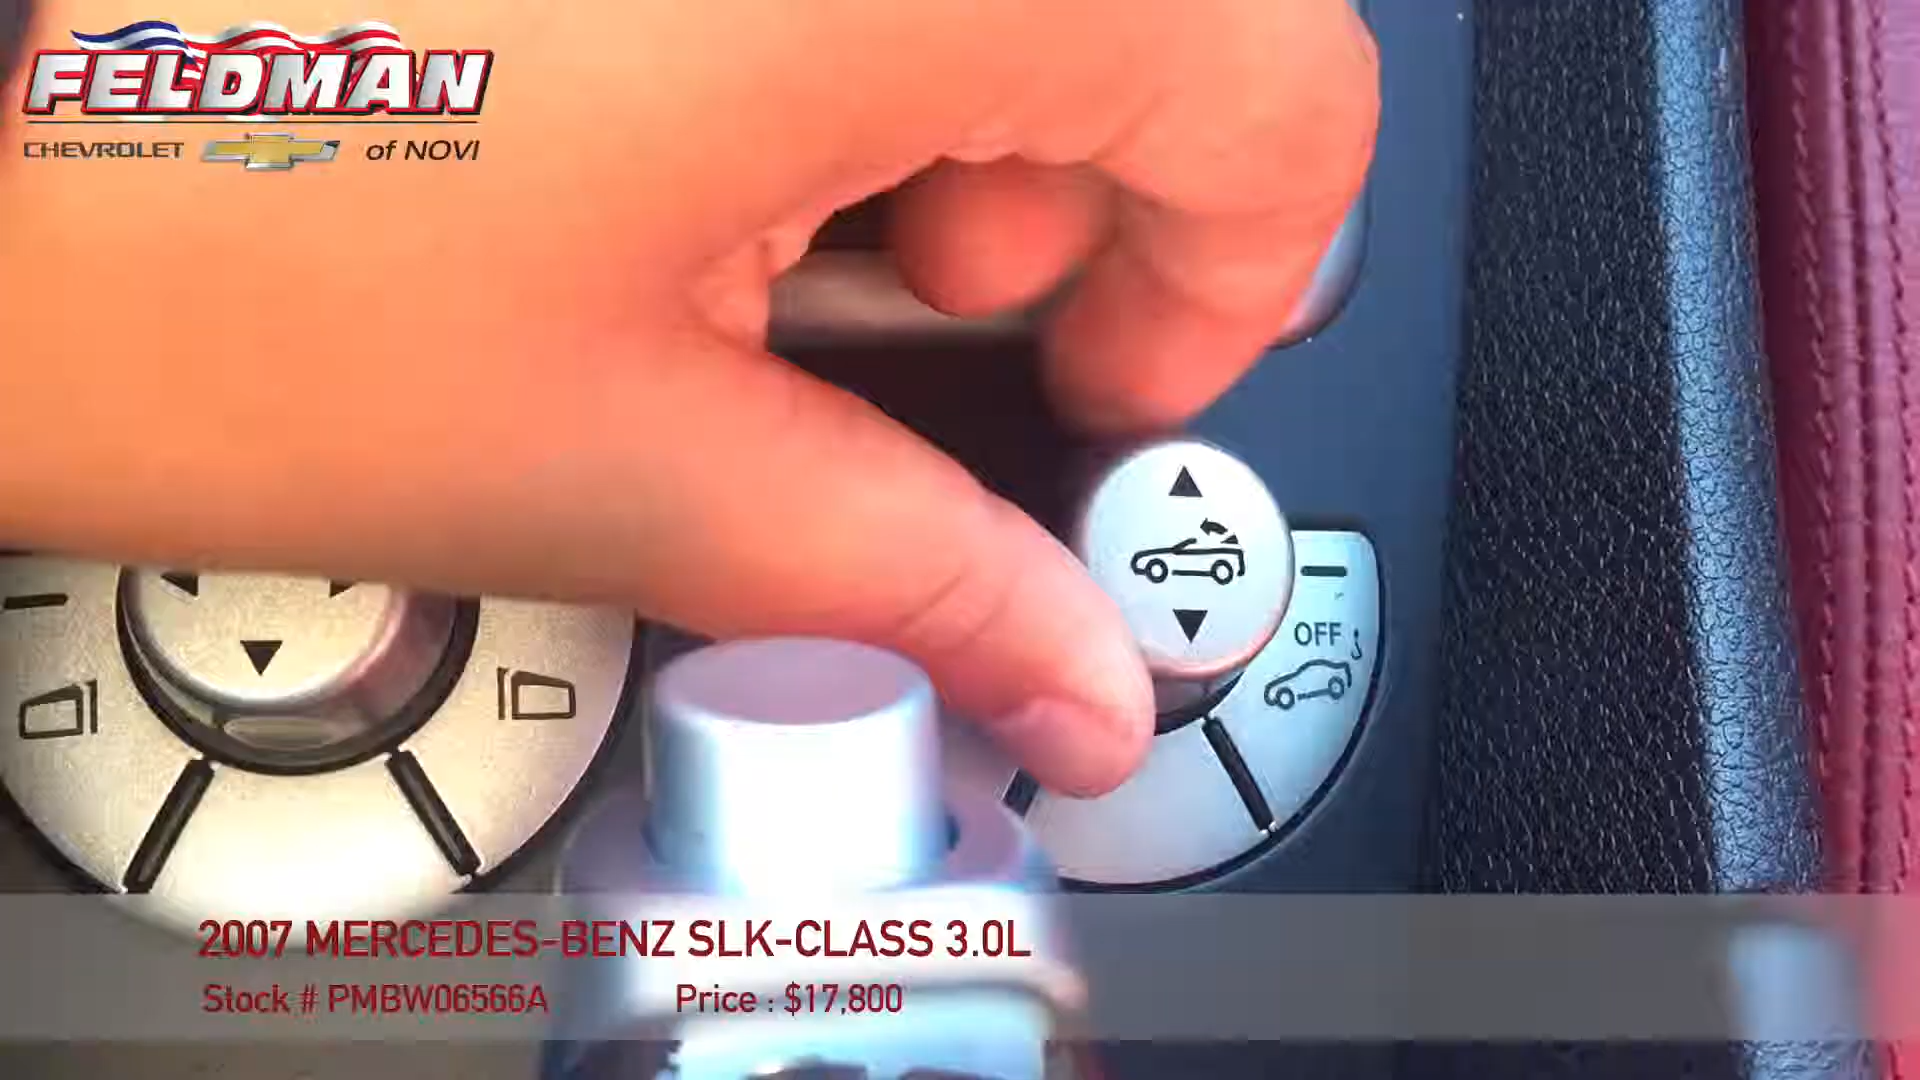 FELDMAN
CHEVROLET of NOVI
OFF
2007 MERCEDES-BENZ SLK-CLASS 3.0L
Stock # PMBW06566A Price : $17,800